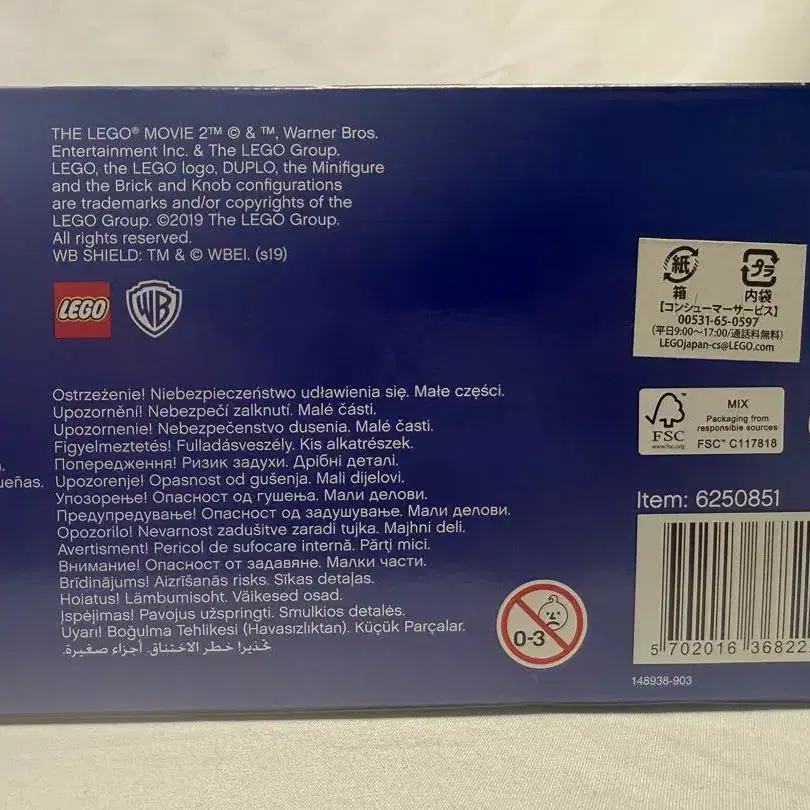 THE LEGO® MOVIE 2™ © & ™, Warner Bros.
Entertainment Inc. & The LEGO Group.
LEGO, the LEGO logo, DUPLO, the Minifigure
and the Brick and Knob configurations
are trademarks and/or copyrights of the
LEGO Group. ©2019 The LEGO Group.
All rights reserved.
WB SHIELD: TM & © WBEI. (s19)
LEGO
WB
ueñas.
Ostrzeżenie! Niebezpieczeństwo udławienia się. Małe części.
Upozornění! Nebezpečí zalknutí. Malé části.
Upozornenie! Nebezpečenstvo dusenia. Malé časti.
Figyelmeztetés! Fulladásveszély. Kis alkatrészek.
Попередження! Ризик задухи. Дрібні деталі.
Upozorenje! Opasnost od gušenja. Mali dijelovi.
Упозорење! Опасност од гушења. Мали делови.
Предупредување! Опасност од задушување. Мали делови.
Opozorilo! Nevarnost zadušitve zaradi tujka. Majhni deli.
Avertisment! Pericol de sufocare internă. Părți mici.
Внимание! Опасност от задавяне. Малки части.
Brīdinājums! Aizrīšanās risks. Sīkas detaļas.
Hoiatus! Lämbumisoht. Väikesed osad.
Įspėjimas! Pavojus užspringti. Smulkios detalės.
Uyarı! Boğulma Tehlikesi (Havasızlıktan). Küçük Parçalar.
تحذير! خطر الاختناق. أجزاء صغيرة.
0-3
紙 プラ
箱 内袋
【コンシューマーサービス】
00531-65-0597
(平日9:00～17:00/通話料無料)
LEGOjapan-cs@LEGO.com
FSC
www.fsc.org
MIX
Packaging from
responsible sources
FSC™ C117818
Item: 6250851
5 702016 36822
148938-903